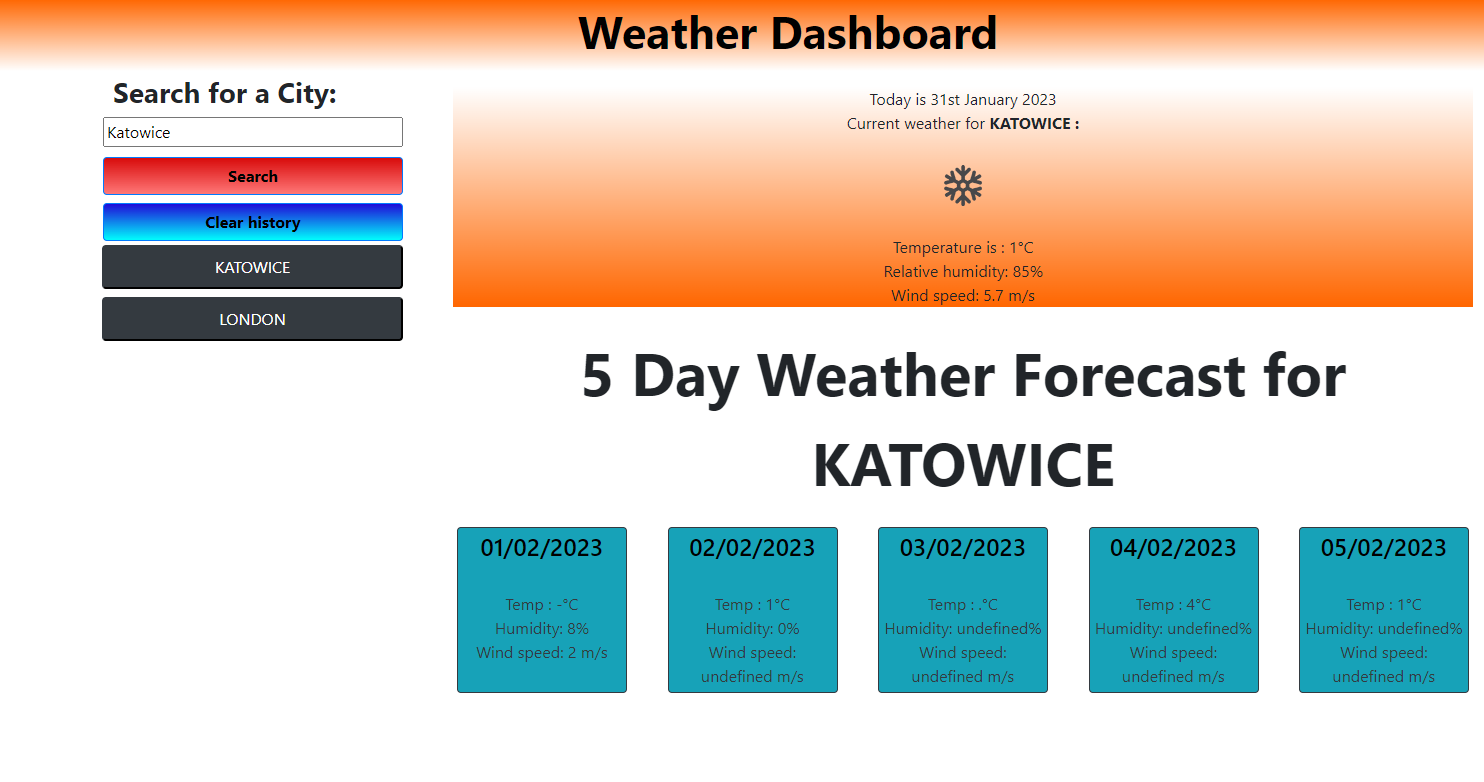 Weather Dashboard
Search for a City:
Katowice
Search
Clear history
KATOWICE
LONDON
Today is 31st January 2023
Current weather for KATOWICE :
Temperature is : 1°C
Relative humidity: 85%
Wind speed: 5.7 m/s
5 Day Weather Forecast for
KATOWICE
01/02/2023
Temp : -°C
Humidity: 8%
Wind speed: 2 m/s
02/02/2023
Temp : 1°C
Humidity: 0%
Wind speed:
undefined m/s
03/02/2023
Temp : .°C
Humidity: undefined%
Wind speed:
undefined m/s
04/02/2023
Temp : 4°C
Humidity: undefined%
Wind speed:
undefined m/s
05/02/2023
Temp : 1°C
Humidity: undefined%
Wind speed:
undefined m/s